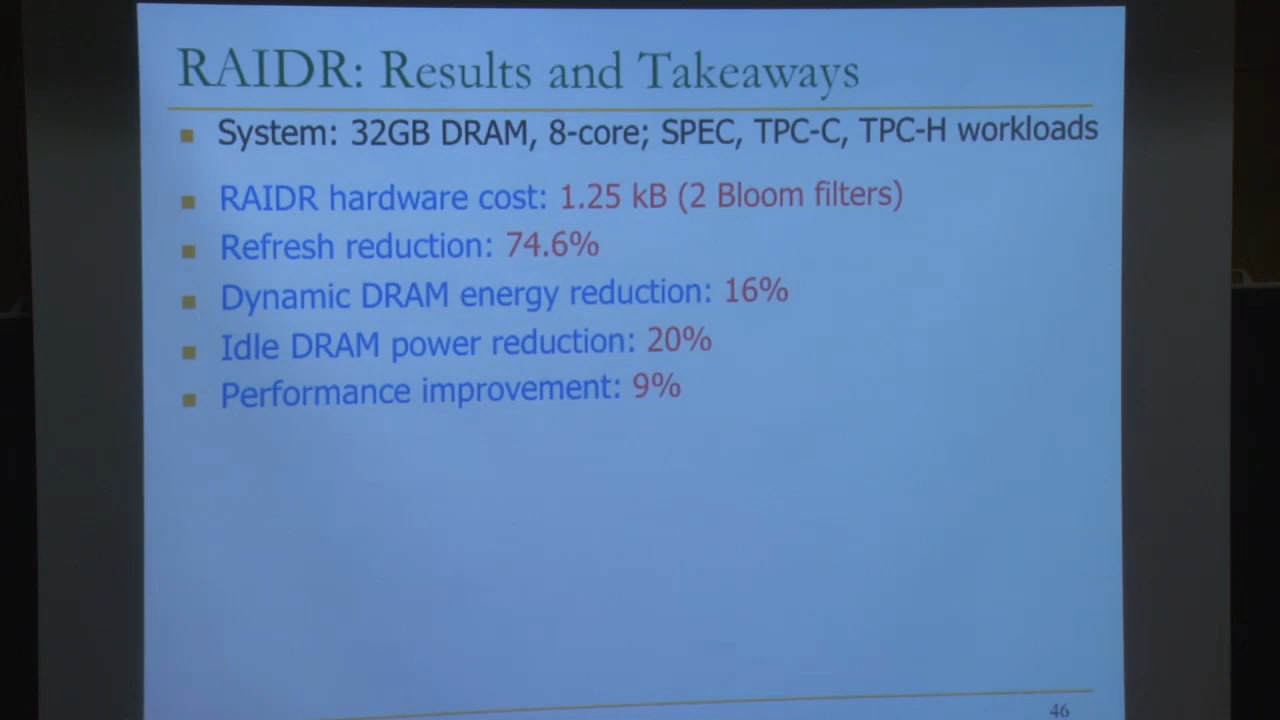 RAIDR: Results and Takeaways
System: 32GB DRAM, 8-core; SPEC, TPC-C, TPC-H workloads
RAIDR hardware cost: 1.25 kB (2 Bloom filters)
Refresh reduction: 74.6%
Dynamic DRAM energy reduction: 16%
Idle DRAM power reduction: 20%
Performance improvement: 9%
46